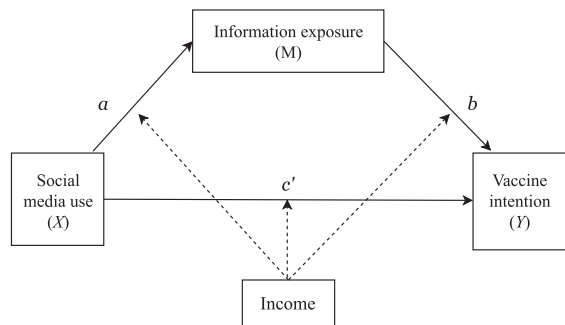 Information exposure
(M)
a
b
Social
media use
(X)
c′
Vaccine
intention
(Y)
Income